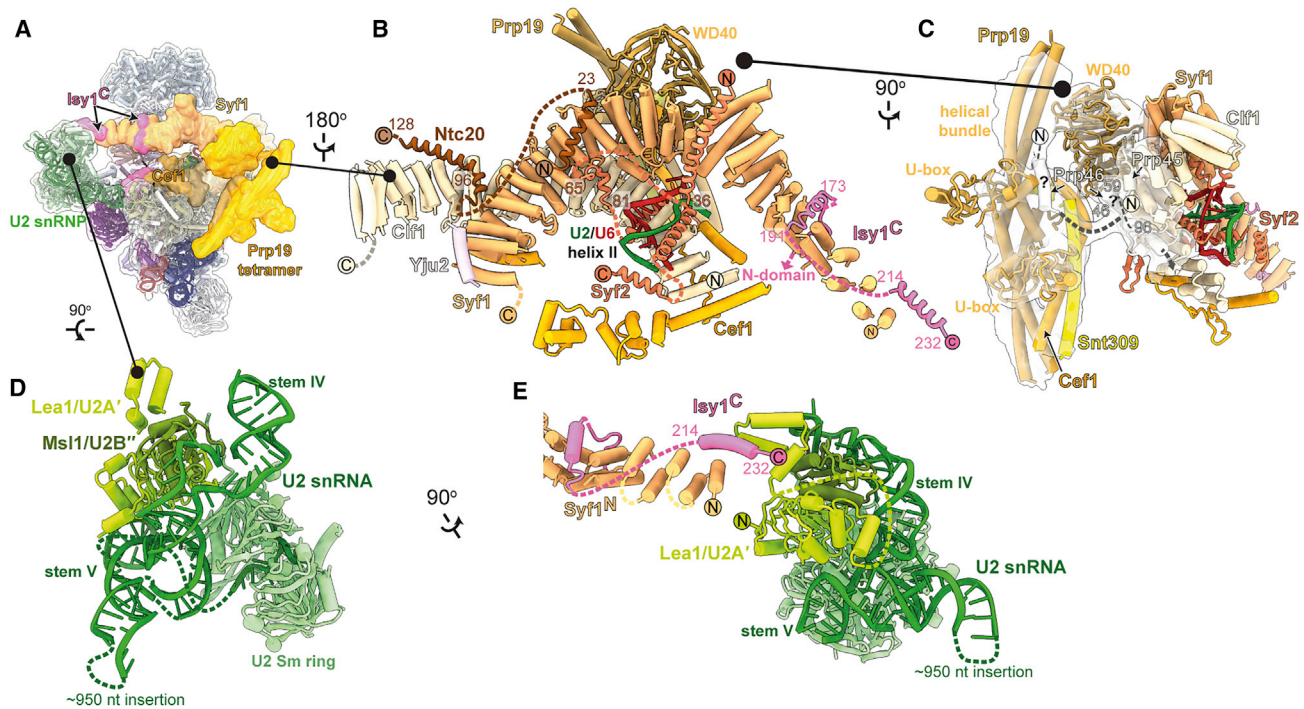 A
Isy1C
Syf1
Cef1
U2 snRNP
Prp19
tetramer
90°
180°
B
Prp19
WD40
23
N
C 128
Ntc20
96
N
65
81
36
173
194
Isy1C
Clf1
U2/U6
helix II
N-domain
214
C
Yju2
Syf1
C
C
Syf2
N
Cef1
N
232 C
90°
C
Prp19
WD40
Syf1
Clf1
helical
bundle
N
Prp45
U-box
?
Prp46
59
?
N
46
96
Syf2
U-box
Snt309
Cef1
D
stem IV
Lea1/U2A′
Msl1/U2B″
U2 snRNA
stem V
U2 Sm ring
~950 nt insertion
90°
E
Isy1C
214
232
C
Syf1N
N
N
stem IV
Lea1/U2A′
U2 snRNA
stem V
~950 nt insertion